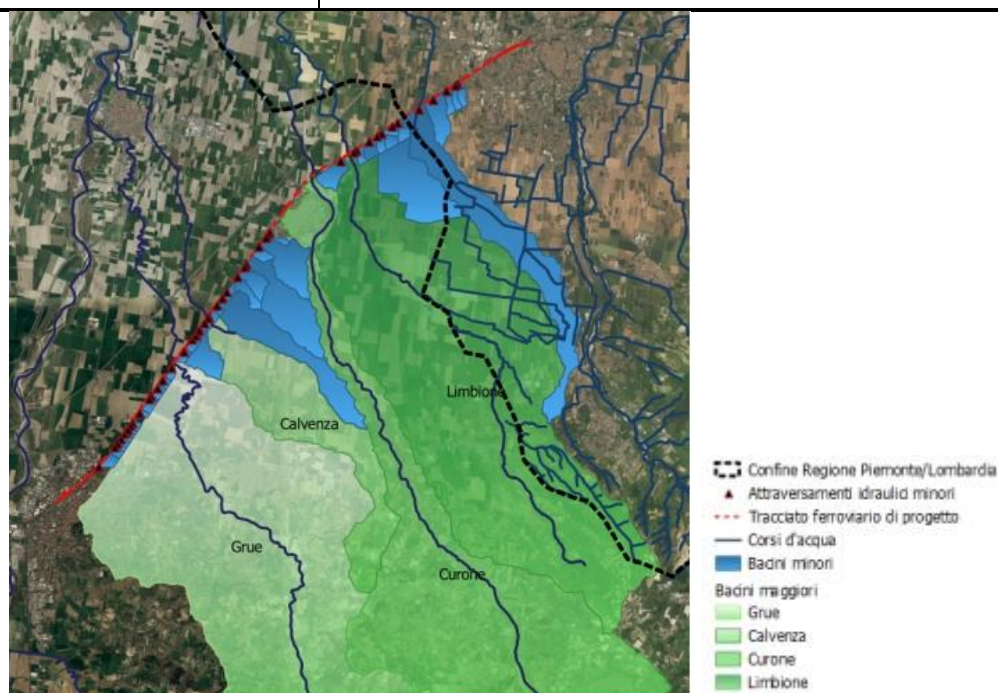 Limbione
Calvenza
Grue
Curone
Confine Regione Piemonte/Lombardia
Attraversamenti idraulici minori
Tracciato ferroviario di progetto
Corsi d'acqua
Bacini minori
Bacini maggiori
Grue
Calvenza
Curone
Limbione